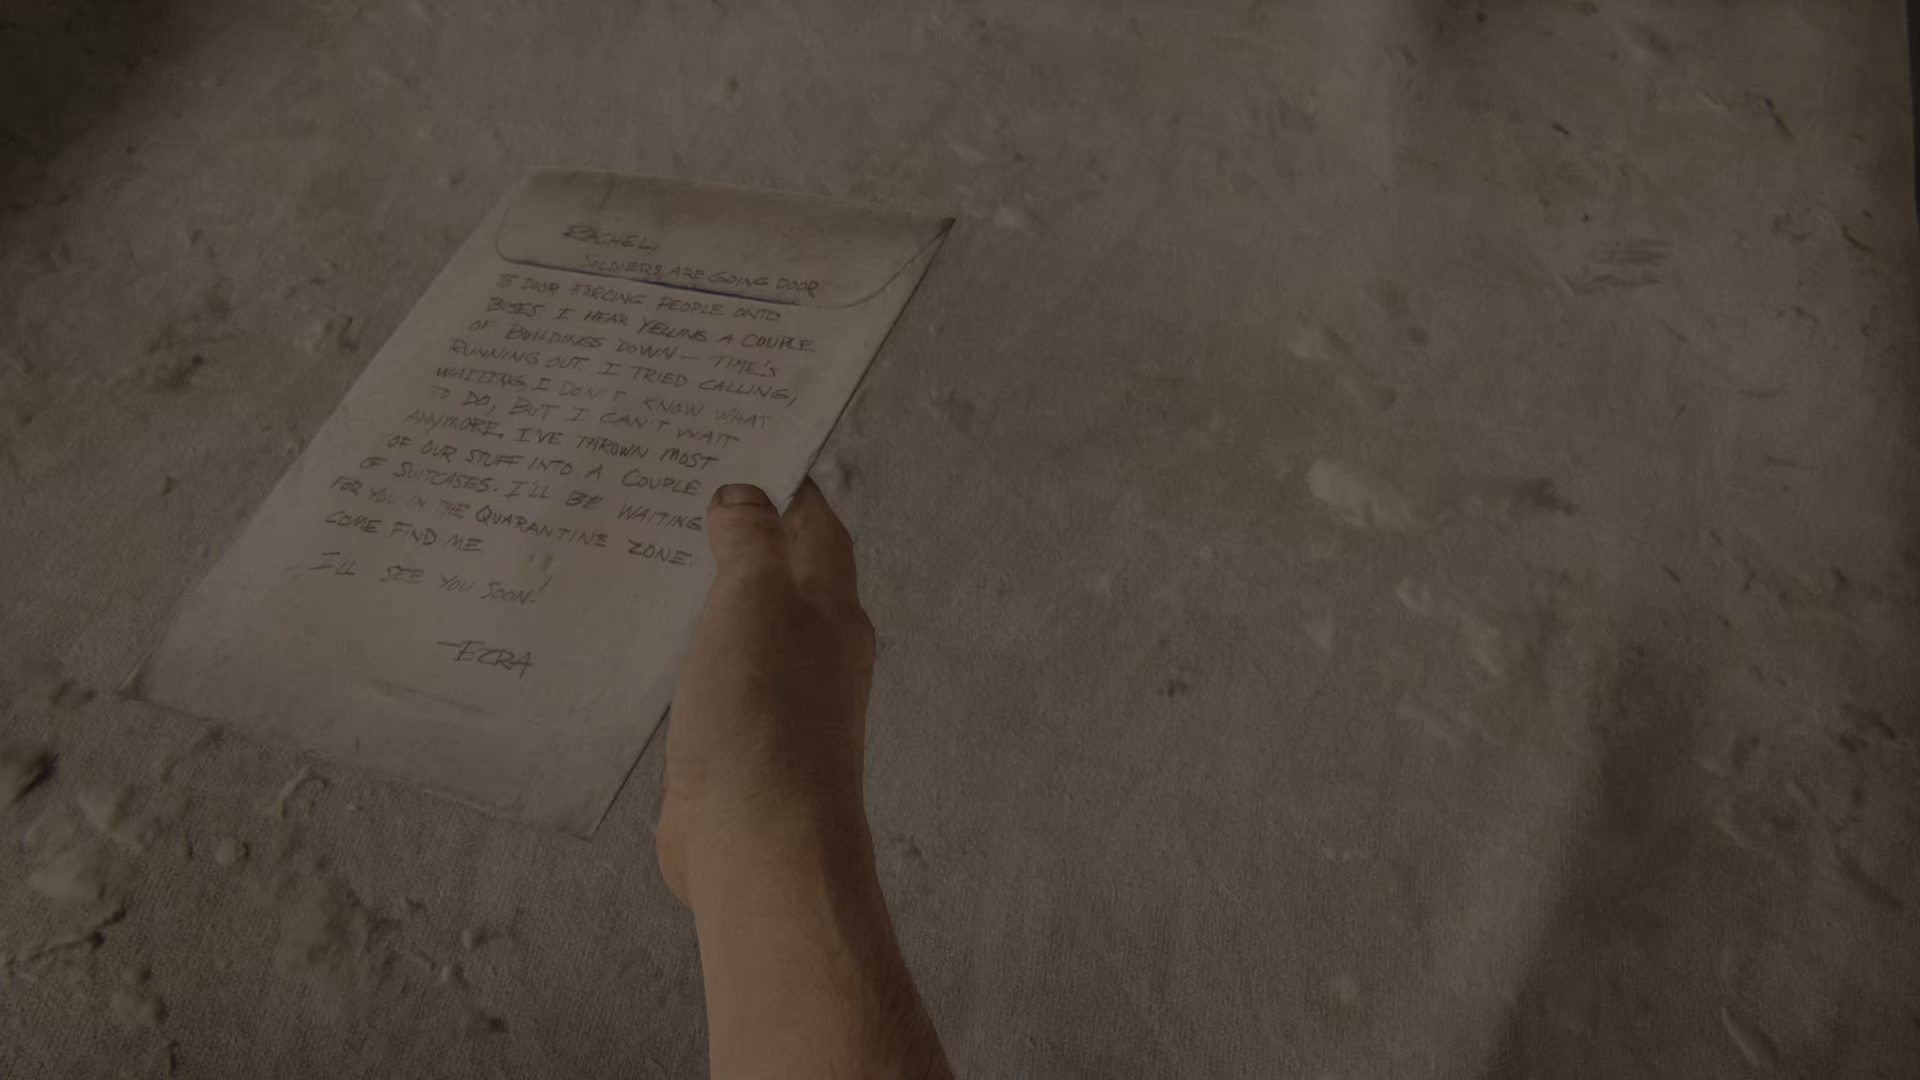 RACHEL,
SOLDIERS ARE GOING DOOR
TO DOOR FORCING PEOPLE ONTO
BUSES. I HEAR YELLING A COUPLE
OF BUILDINGS DOWN — TIME'S
RUNNING OUT. I TRIED CALLING,
WAITING, I DON'T KNOW WHAT
TO DO, BUT I CAN'T WAIT
ANYMORE. I'VE THROWN MOST
OF OUR STUFF INTO A COUPLE
OF SUITCASES. I'LL BE WAITING
FOR YOU IN THE QUARANTINE ZONE.
COME FIND ME
I'LL SEE YOU SOON!
—EZRA